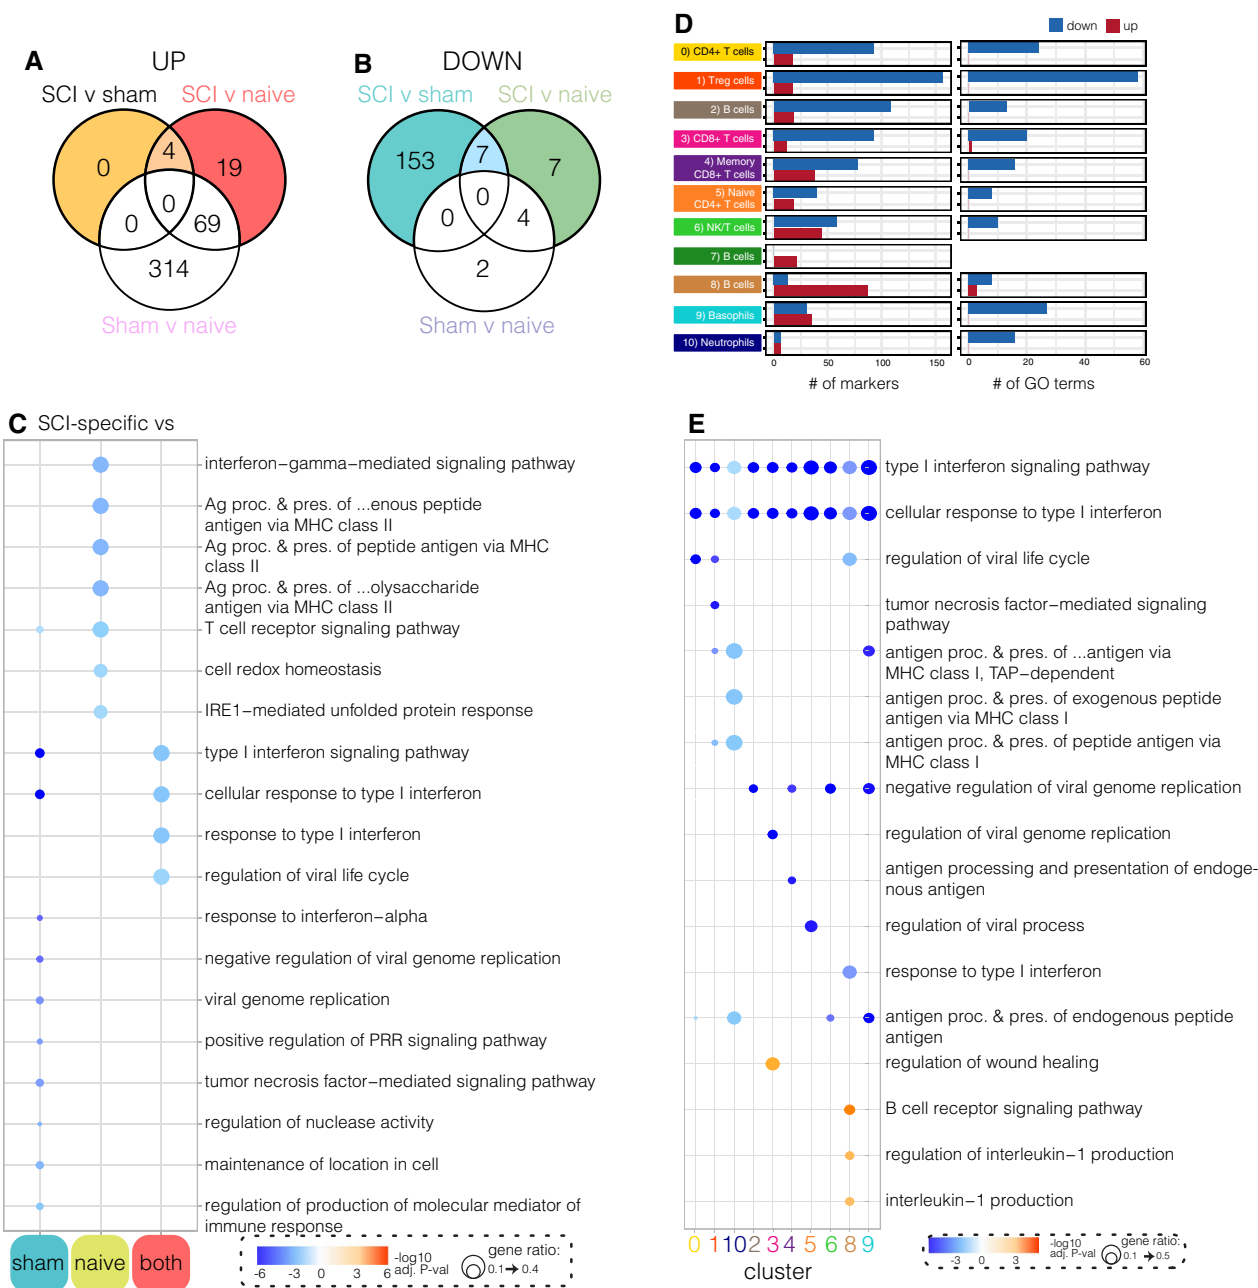 A
UP
SCI v sham
SCI v naive
0
4
19
0
0
69
314
Sham v naive
B
DOWN
SCI v sham
SCI v naive
153
7
7
0
0
4
2
Sham v naive
D
down
up
0) CD4+ T cells
1) Treg cells
2) B cells
3) CD8+ T cells
4) Memory
CD8+ T cells
5) Naive
CD4+ T cells
6) NK/T cells
7) B cells
8) B cells
9) Basophils
10) Neutrophils
0 50 100 150
# of markers
0 20 40 60
# of GO terms
C SCI-specific vs
interferon−gamma−mediated signaling pathway
Ag proc. & pres. of ...enous peptide
antigen via MHC class II
Ag proc. & pres. of peptide antigen via MHC
class II
Ag proc. & pres. of ...olysaccharide
antigen via MHC class II
T cell receptor signaling pathway
cell redox homeostasis
IRE1−mediated unfolded protein response
type I interferon signaling pathway
cellular response to type I interferon
response to type I interferon
regulation of viral life cycle
response to interferon−alpha
negative regulation of viral genome replication
viral genome replication
positive regulation of PRR signaling pathway
tumor necrosis factor−mediated signaling pathway
regulation of nuclease activity
maintenance of location in cell
regulation of production of molecular mediator of
immune response
sham naive both
-6 -3 0 3 6
-log10
adj. P-val
gene ratio:
0.1➔0.4
E
type I interferon signaling pathway
cellular response to type I interferon
regulation of viral life cycle
tumor necrosis factor−mediated signaling
pathway
antigen proc. & pres. of ...antigen via
MHC class I, TAP−dependent
antigen proc. & pres. of exogenous peptide
antigen via MHC class I
antigen proc. & pres. of peptide antigen via
MHC class I
negative regulation of viral genome replication
regulation of viral genome replication
antigen processing and presentation of endoge-
nous antigen
regulation of viral process
response to type I interferon
antigen proc. & pres. of endogenous peptide
antigen
regulation of wound healing
B cell receptor signaling pathway
regulation of interleukin−1 production
interleukin−1 production
0 1 10 2 3 4 5 6 8 9
cluster
-3 0 3
-log10
adj. P-val
gene ratio:
0.1 ➔0.5